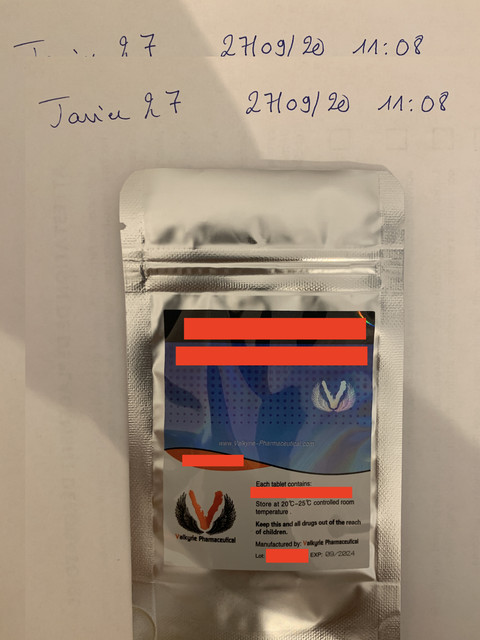 27 27/09/20 11:08
Javier 27 27/09/20 11:08
V
www.Valkyrie-Pharmaceutical.com
Each tablet contains:
Store at 20℃-25℃ controlled room
temperature
Keep this and all drugs out of the reach
of children.
Valkyrie Pharmaceutical
Manufactured by: Valkyrie Pharmaceutical
Lot: EXP: 09/2024